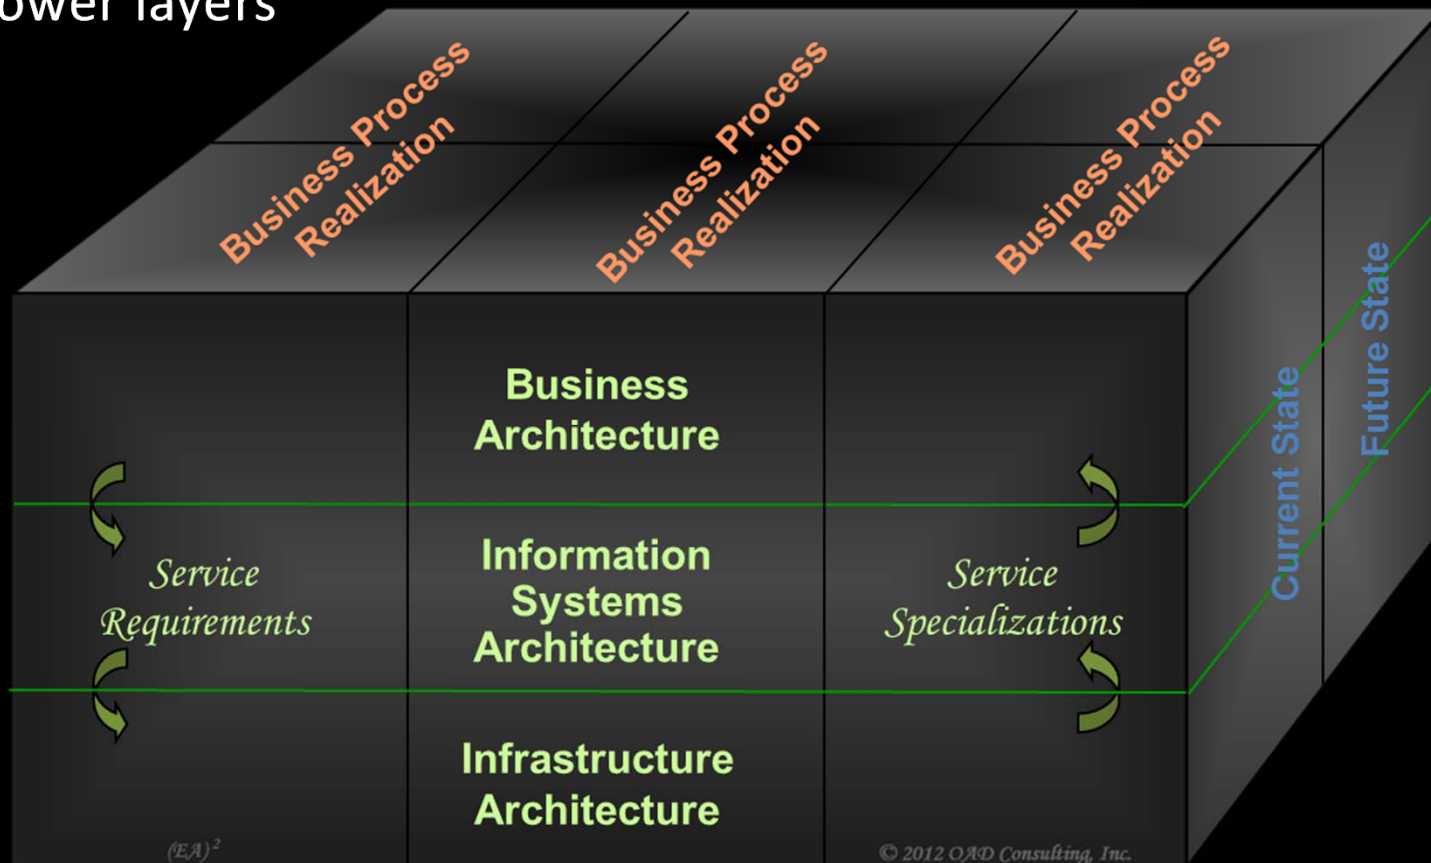 ower layers
Business Process
Realization
Business Process
Realization
Business Process
Realization
Business
Architecture
Information
Systems
Architecture
Infrastructure
Architecture
Service
Requirements
Service
Specializations
Current State
Future State
(EA)²
© 2012 OAD Consulting, Inc.